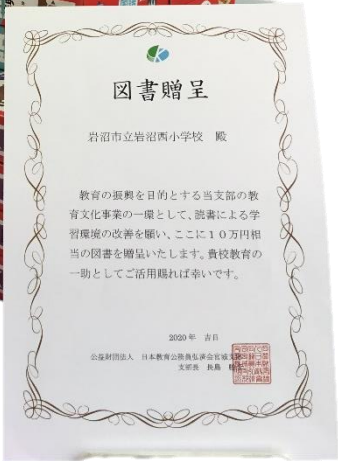 図書贈呈
岩沼市立岩沼西小学校 殿
教育の振興を目的とする当支部の教
育文化事業の一環として、読書による学
習環境の改善を願い、ここに10万円相
当の図書を贈呈いたします。貴校教育の
一助としてご活用賜れば幸いです。
2020年 吉日
公益財団法人 日本教育公務員弘済会宮城支部
支部長 長島